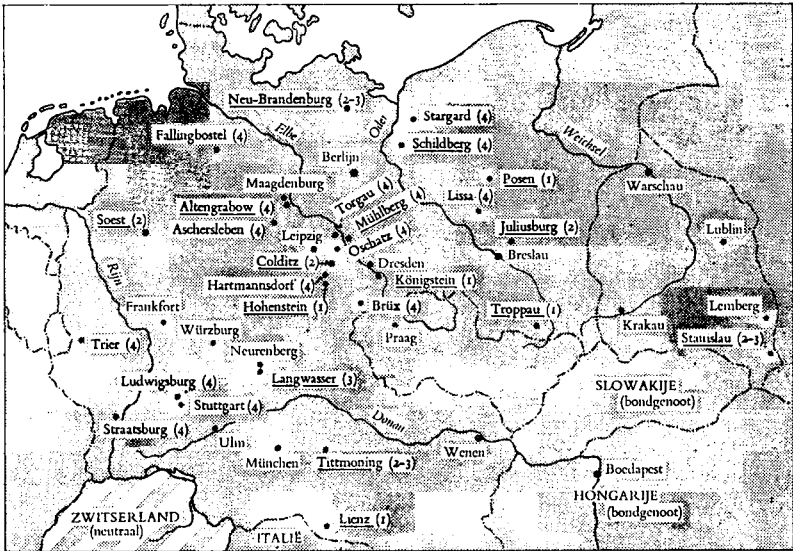 Neu-Brandenburg (2-3)
Stargard (4)
Fallingbostel (4)
Elbe
Oder
Schildberg (4)
Weichsel
Berlijn
Posen (1)
Warschau
Maagdenburg
Torgau (4)
Lissa (4)
Altengrabow (4)
Mühlberg (4)
Soest (2)
Aschersleben (4)
Juliusburg (2)
Lublin
Leipzig
Oschatz (4)
Breslau
Colditz (2)
Dresden
Rijn
Hartmannsdorf (4)
Königstein (1)
Hohenstein (1)
Brüx (4)
Troppau (1)
Lemberg
Frankfort
Krakau
Stanislau (2-3)
Trier (4)
Würzburg
Praag
Neurenberg
Langwasser (3)
Ludwigsburg (4)
SLOWAKIJE
(bondgenoot)
Stuttgart (4)
Straatsburg (4)
Donau
Ulm
Wenen
München
Tittmoning (2-3)
Boedapest
HONGARIJE
(bondgenoot)
ZWITSERLAND
(neutraal)
Lienz (1)
ITALIË